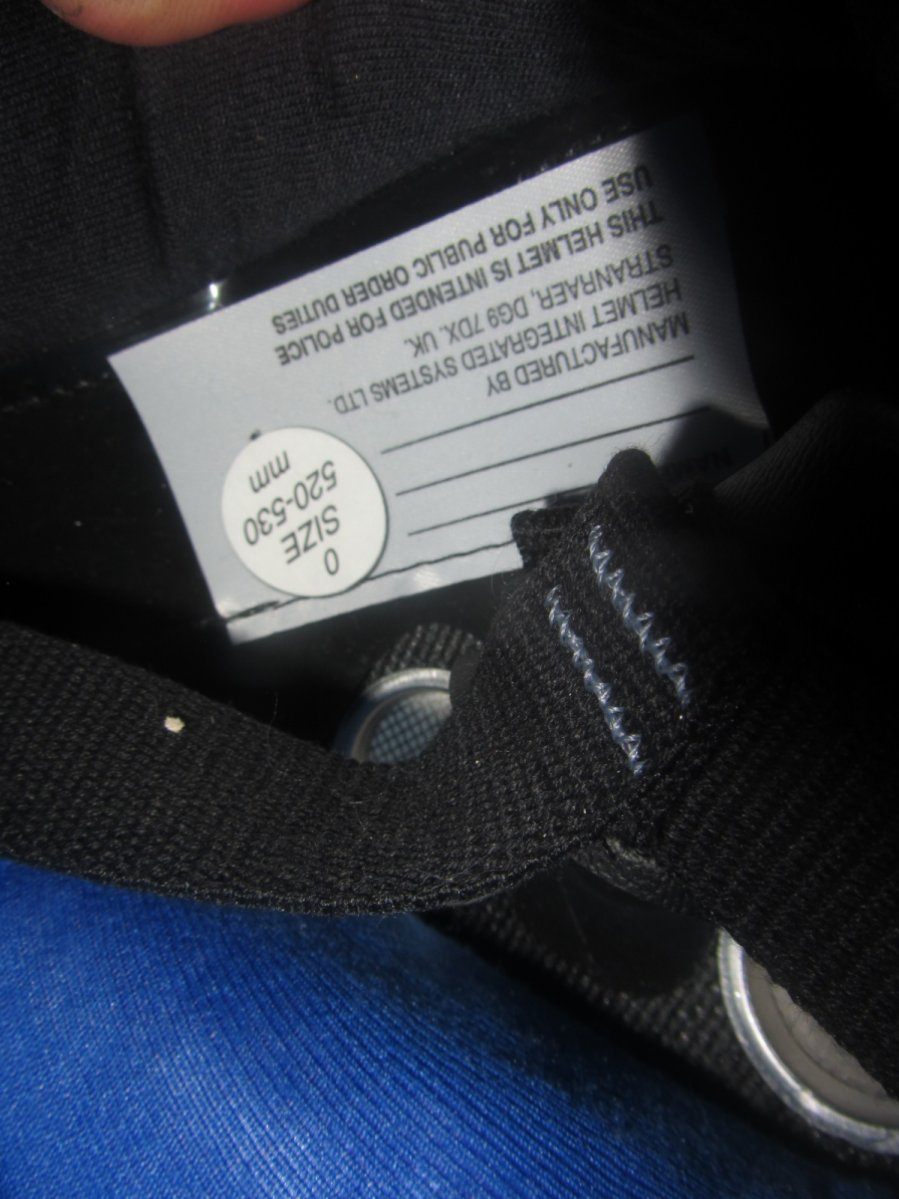 0
SIZE
520-530
mm
MANUFACTURED BY
HELMET INTEGRATED SYSTEMS LTD.
STRANRAER, DG9 7DX. UK.
THIS HELMET IS INTENDED FOR POLICE
USE ONLY FOR PUBLIC ORDER DUTIES